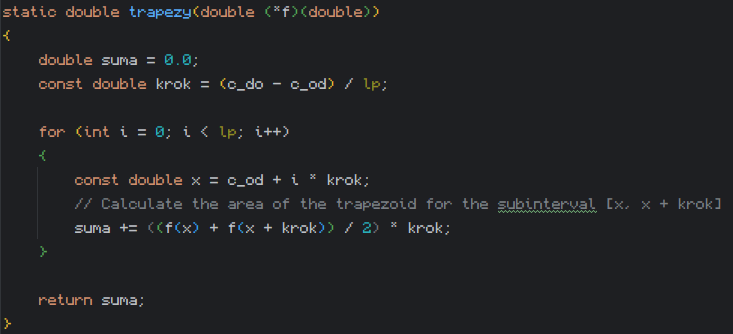 static double trapezy(double (*f)(double))
{
    double suma = 0.0;
    const double krok = (c_do - c_od) / lp;

    for (int i = 0; i < lp; i++)
    {
        const double x = c_od + i * krok;
        // Calculate the area of the trapezoid for the subinterval [x, x + krok]
        suma += ((f(x) + f(x + krok)) / 2) * krok;
    }

    return suma;
}